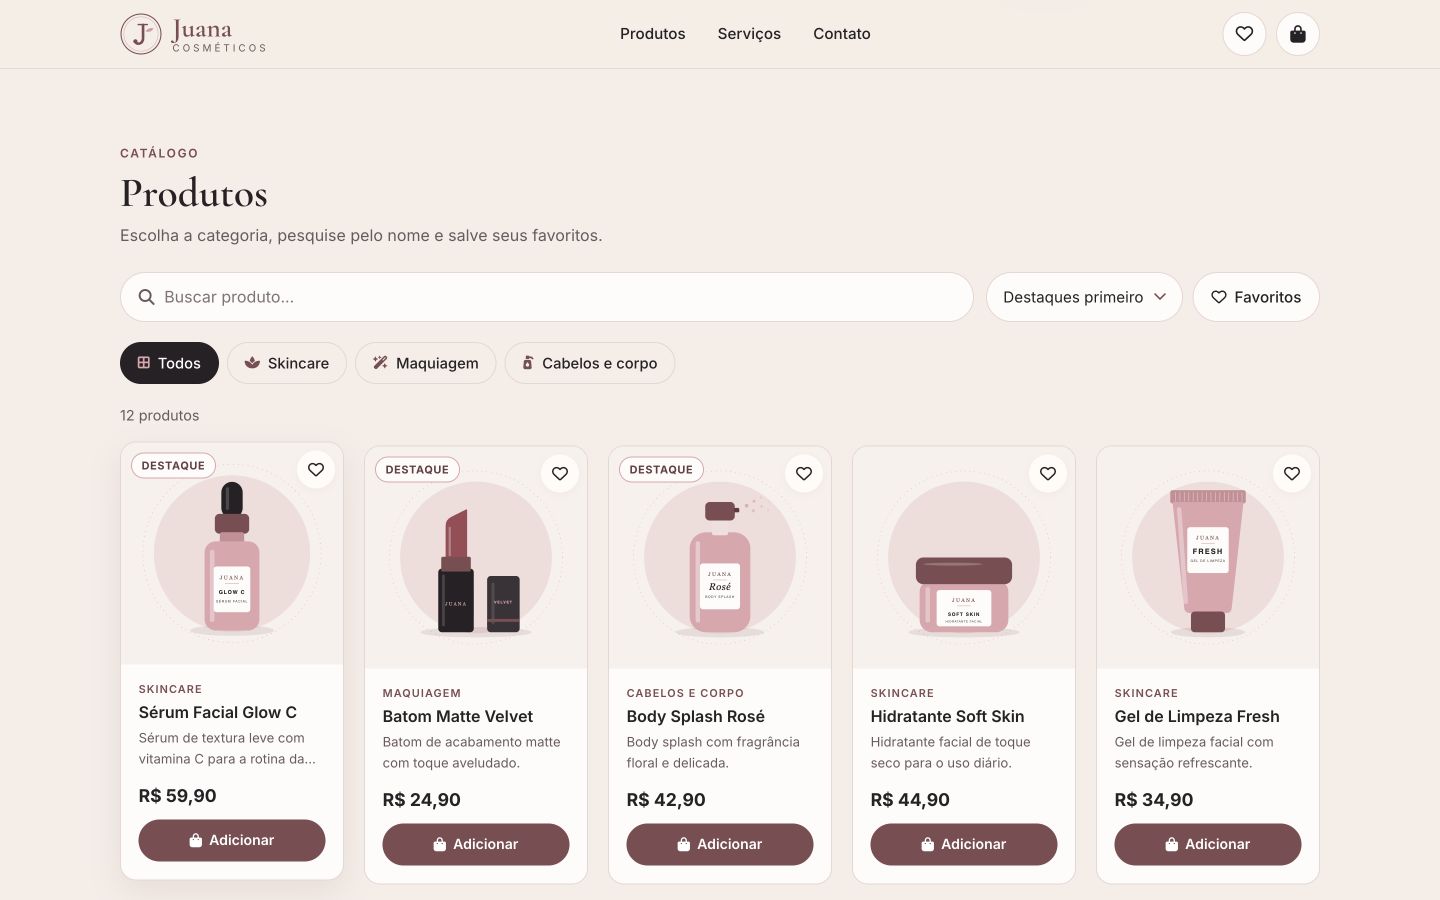 J Juana
COSMÉTICOS
Produtos Serviços Contato
CATÁLOGO
Produtos
Escolha a categoria, pesquise pelo nome e salve seus favoritos.
Buscar produto...
Destaques primeiro
Favoritos
Todos
Skincare
Maquiagem
Cabelos e corpo
12 produtos
DESTAQUE
JUANA
GLOW C
SÉRUM FACIAL
SKINCARE
Sérum Facial Glow C
Sérum de textura leve com
vitamina C para a rotina da...
R$ 59,90
Adicionar
DESTAQUE
JUANA
VELVET
MAQUIAGEM
Batom Matte Velvet
Batom de acabamento matte
com toque aveludado.
R$ 24,90
Adicionar
DESTAQUE
JUANA
Rosé
BODY SPLASH
CABELOS E CORPO
Body Splash Rosé
Body splash com fragrância
floral e delicada.
R$ 42,90
Adicionar
JUANA
SOFT SKIN
HIDRATANTE FACIAL
SKINCARE
Hidratante Soft Skin
Hidratante facial de toque
seco para o uso diário.
R$ 44,90
Adicionar
JUANA
FRESH
GEL DE LIMPEZA
SKINCARE
Gel de Limpeza Fresh
Gel de limpeza facial com
sensação refrescante.
R$ 34,90
Adicionar